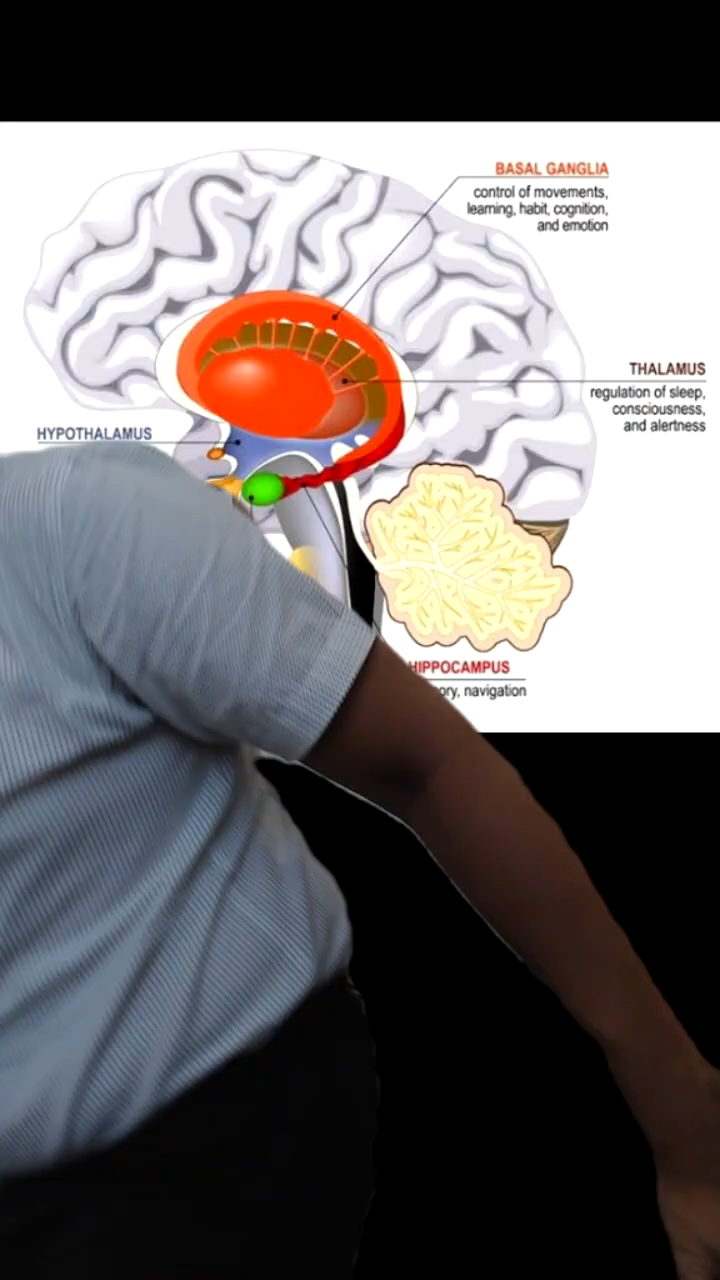 BASAL GANGLIA
control of movements,
learning, habit, cognition,
and emotion
THALAMUS
regulation of sleep,
consciousness,
and alertness
HYPOTHALAMUS
HIPPOCAMPUS
navigation